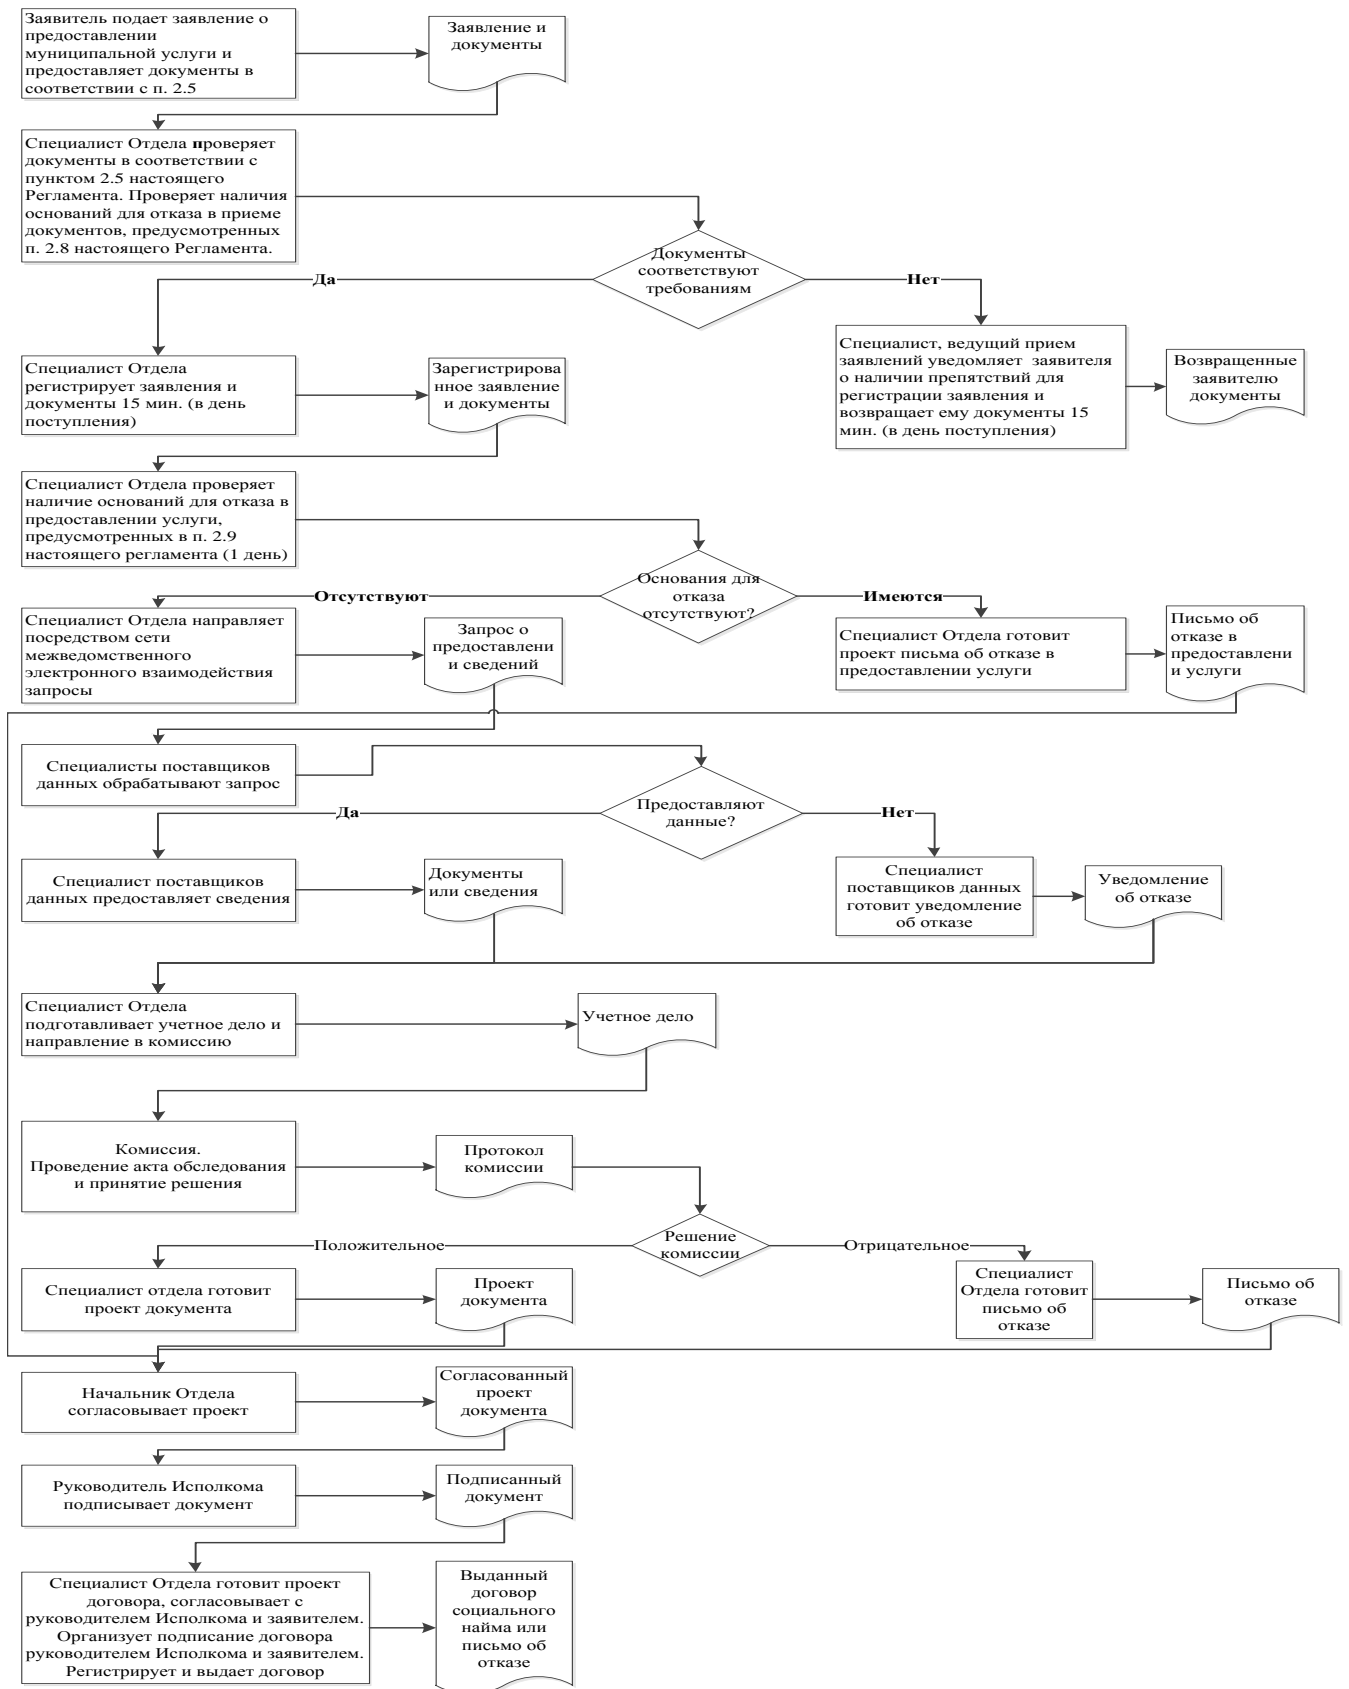 Заявитель подает заявление о
предоставлении
муниципальной услуги и
предоставляет документы в
соответствии с п. 2.5
Заявление и
документы
Специалист Отдела проверяет
документы в соответствии с
пунктом 2.5 настоящего
Регламента. Проверяет наличия
оснований для отказа в приеме
документов, предусмотренных
п. 2.8 настоящего Регламента.
Документы
соответствуют
требованиям
Да
Нет
Специалист Отдела
регистрирует заявления и
документы 15 мин. (в день
поступления)
Зарегистрирова
нное заявление
и документы
Специалист, ведущий прием
заявлений уведомляет заявителя
о наличии препятствий для
регистрации заявления и
возвращает ему документы 15
мин. (в день поступления)
Возвращенные
заявителю
документы
Специалист Отдела проверяет
наличие оснований для отказа в
предоставлении услуги,
предусмотренных в п. 2.9
настоящего регламента (1 день)
Основания для
отказа
отсутствуют?
Отсутствуют
Имеются
Специалист Отдела направляет
посредством сети
межведомственного
электронного взаимодействия
запросы
Запрос о
предоставлени
и сведений
Специалист Отдела готовит
проект письма об отказе в
предоставлении услуги
Письмо об
отказе в
предоставлени
и услуги
Специалисты поставщиков
данных обрабатывают запрос
Предоставляют
данные?
Да
Нет
Специалист поставщиков
данных предоставляет сведения
Документы
или сведения
Специалист
поставщиков данных
готовит уведомление
об отказе
Уведомление
об отказе
Специалист Отдела
подготавливает учетное дело и
направление в комиссию
Учетное дело
Комиссия.
Проведение акта обследования
и принятие решения
Протокол
комиссии
Решение
комиссии
Положительное
Отрицательное
Специалист отдела готовит
проект документа
Проект
документа
Специалист
Отдела готовит
письмо об
отказе
Письмо об
отказе
Начальник Отдела
согласовывает проект
Согласованный
проект
документа
Руководитель Исполкома
подписывает документ
Подписанный
документ
Специалист Отдела готовит проект
договора, согласовывает с
руководителем Исполкома и заявителем.
Организует подписание договора
руководителем Исполкома и заявителем.
Регистрирует и выдает договор
Выданный
договор
социального
найма или
письмо об
отказе